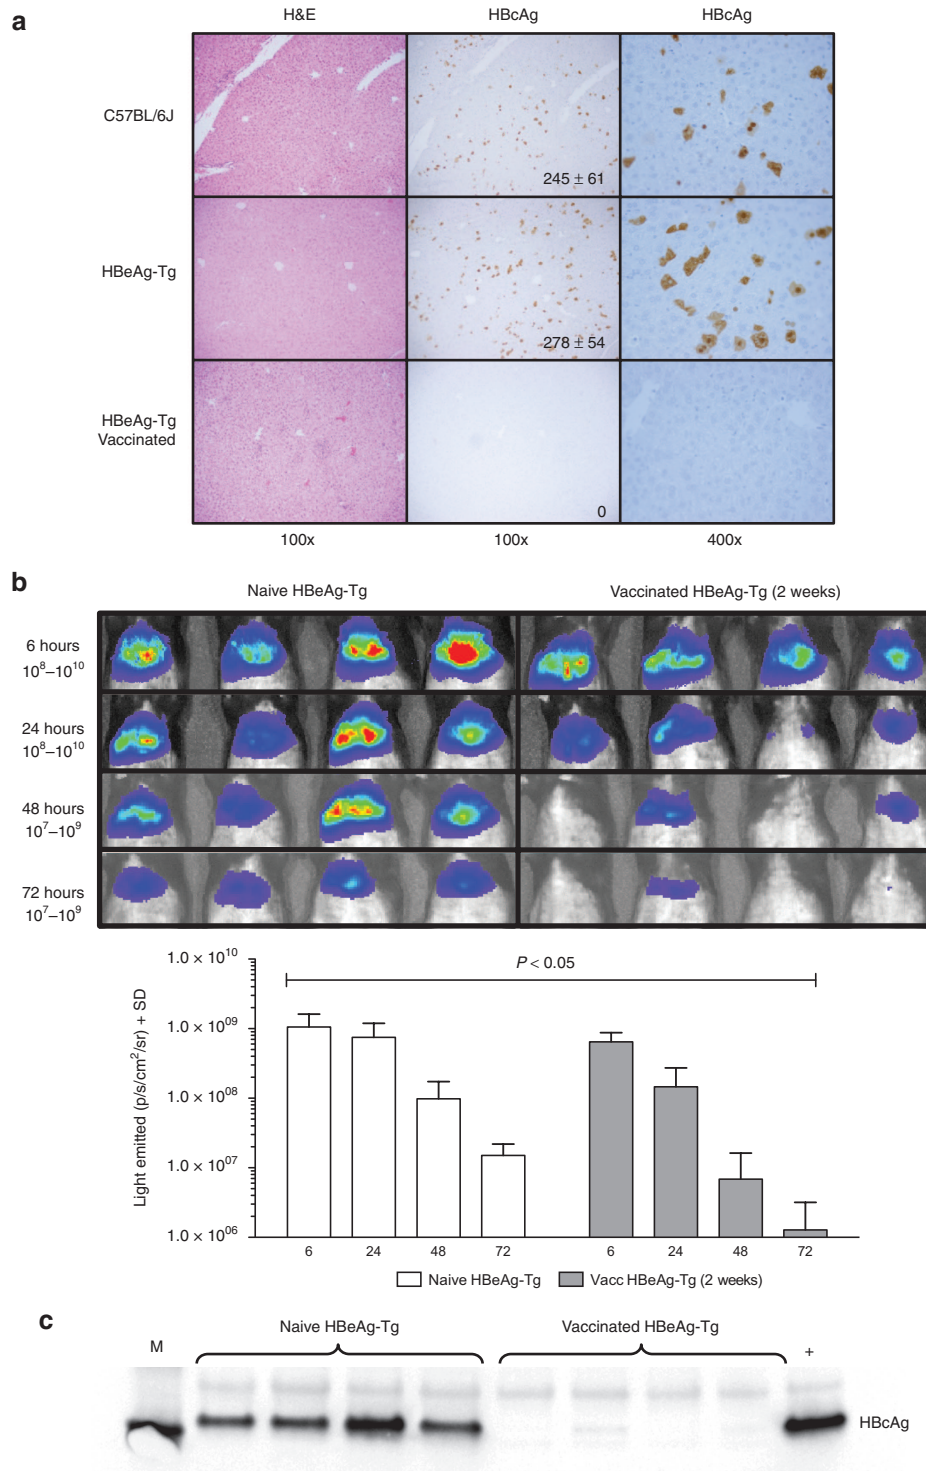 a
H&E HBcAg HBcAg
C57BL/6J
245 ± 61
HBeAg-Tg
278 ± 54
HBeAg-Tg
Vaccinated
0
100x 100x 400x
b
Naive HBeAg-Tg Vaccinated HBeAg-Tg (2 weeks)
6 hours
10⁸–10¹⁰
24 hours
10⁸–10¹⁰
48 hours
10⁷–10⁹
72 hours
10⁷–10⁹
Light emitted (p/s/cm²/sr) + SD
P < 0.05
1.0 × 10¹⁰
1.0 × 10⁰⁹
1.0 × 10⁰⁸
1.0 × 10⁰⁷
1.0 × 10⁰⁶
6 24 48 72 6 24 48 72
Naive HBeAg-Tg Vacc HBeAg-Tg (2 weeks)
c
M Naive HBeAg-Tg Vaccinated HBeAg-Tg +
HBcAg